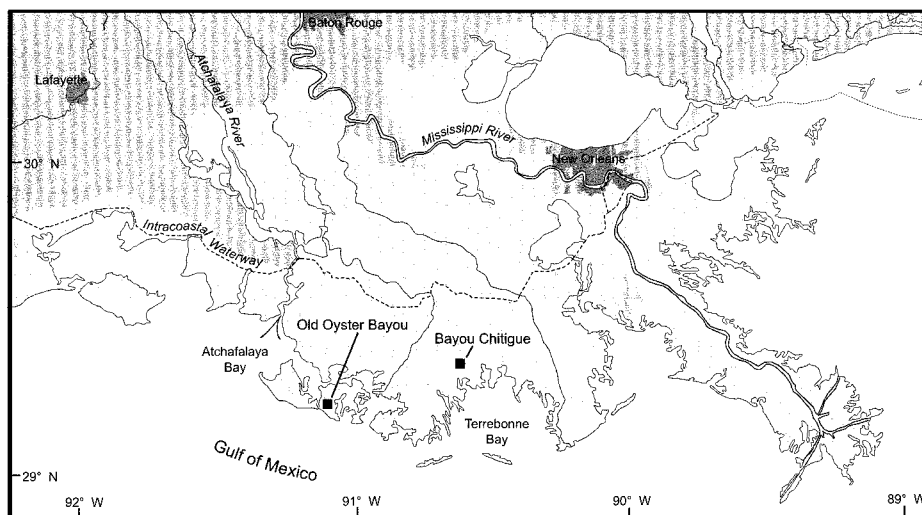 Baton Rouge
Lafayette
Atchafalaya River
Mississippi River
30° N
New Orleans
Intracoastal Waterway
Old Oyster Bayou
Bayou Chitigue
Atchafalaya
Bay
Terrebonne
Bay
Gulf of Mexico
29° N
92° W
91° W
90° W
89° W